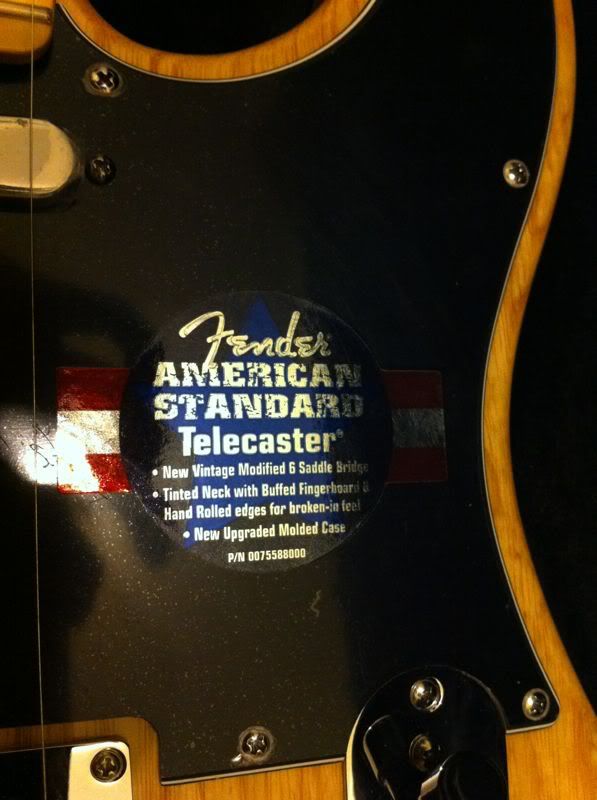 Fender®
AMERICAN
STANDARD
Telecaster®
• New Vintage Modified 6 Saddle Bridge
• Tinted Neck with Buffed Fingerboard &
Hand Rolled edges for broken-in feel
• New Upgraded Molded Case
P/N 0075588000